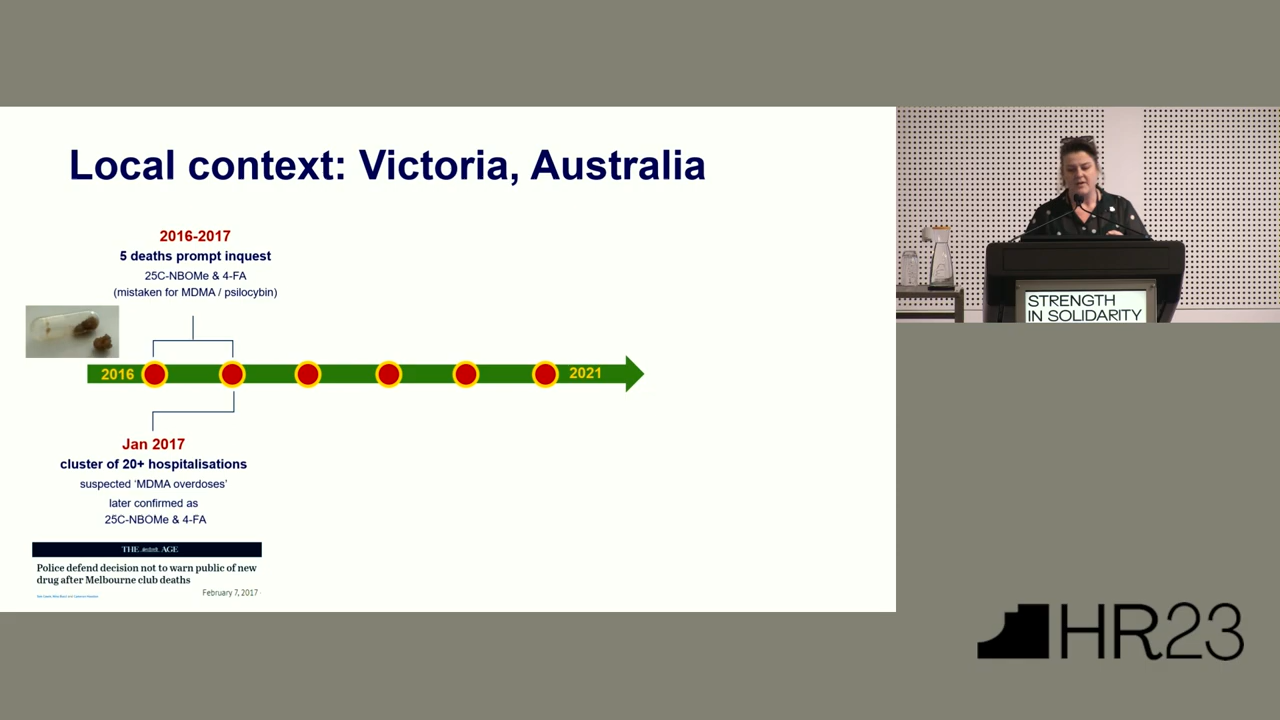 Local context: Victoria, Australia
2016-2017
5 deaths prompt inquest
25C-NBOMe & 4-FA
(mistaken for MDMA / psilocybin)
2016
2021
Jan 2017
cluster of 20+ hospitalisations
suspected ‘MDMA overdoses’
later confirmed as
25C-NBOMe & 4-FA
THE AGE
Police defend decision not to warn public of new
drug after Melbourne club deaths
February 7, 2017
STRENGTH
IN SOLIDARITY
HR23